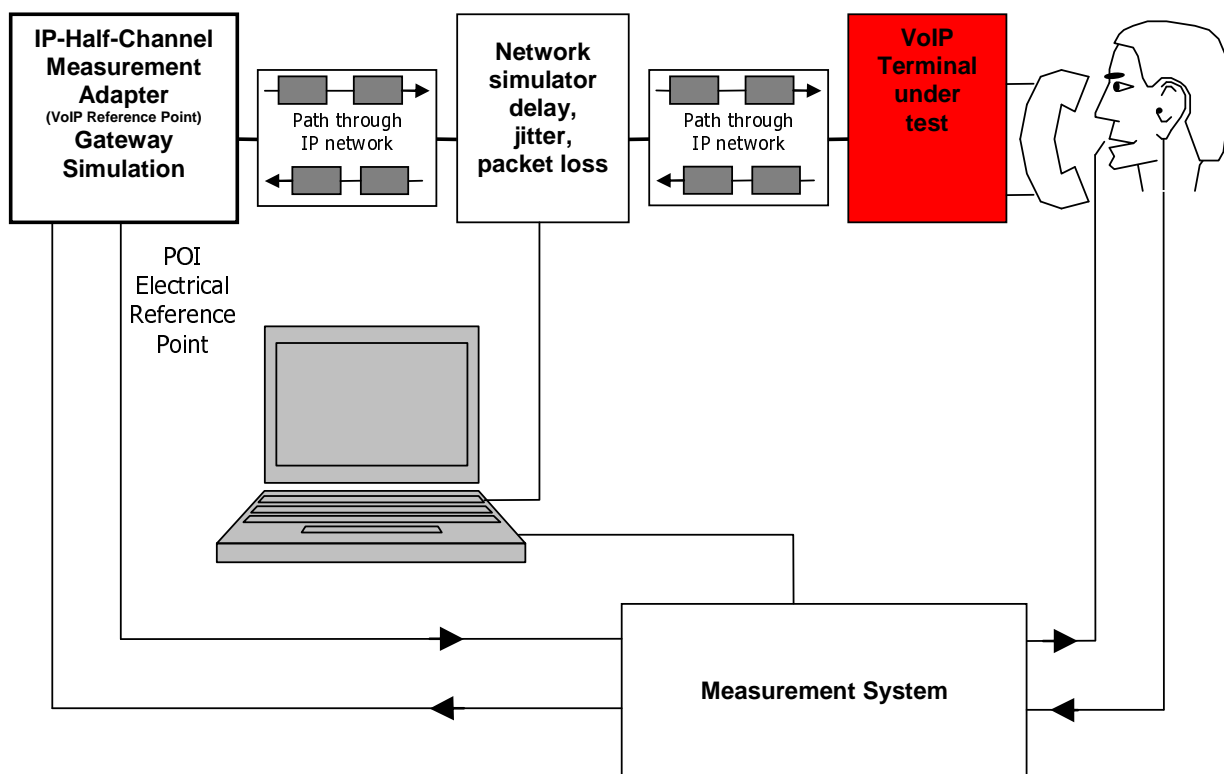 IP-Half-Channel
Measurement
Adapter
(VoIP Reference Point)
Gateway
Simulation
Path through
IP network
Network
simulator
delay,
jitter,
packet loss
Path through
IP network
VoIP
Terminal
under
test
POI
Electrical
Reference
Point
Measurement System